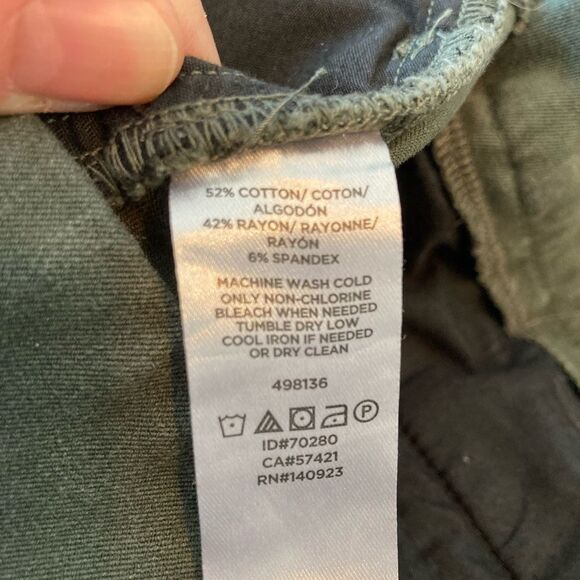 52% COTTON/ COTON/
ALGODÓN
42% RAYON/ RAYONNE/
RAYÓN
6% SPANDEX
MACHINE WASH COLD
ONLY NON-CHLORINE
BLEACH WHEN NEEDED
TUMBLE DRY LOW
COOL IRON IF NEEDED
OR DRY CLEAN
498136
P
ID#70280
CA#57421
RN#140923